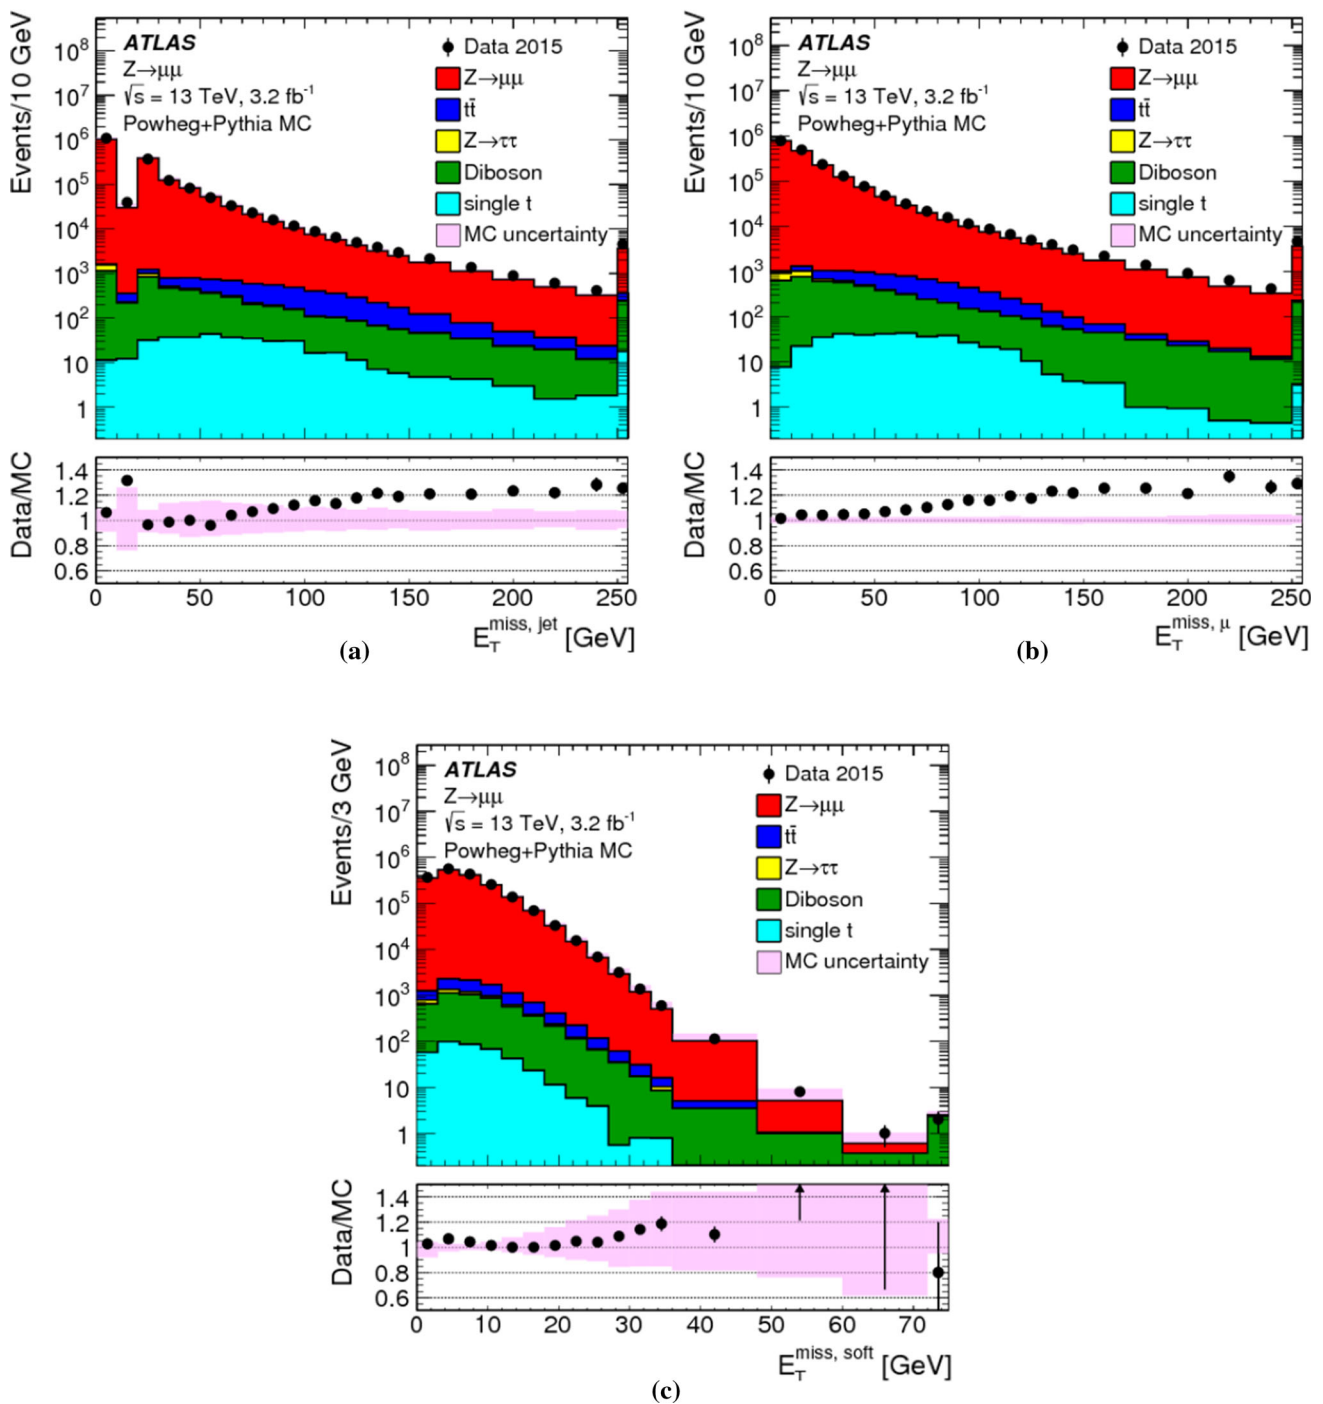 Events/10 GeV
10⁸
10⁷
10⁶
10⁵
10⁴
10³
10²
10
1
ATLAS
Z→μμ
√s = 13 TeV, 3.2 fb⁻¹
Powheg+Pythia MC
Data 2015
Z→μμ
tt̄
Z→ττ
Diboson
single t
MC uncertainty
Data/MC
1.4
1.2
1
0.8
0.6
0 50 100 150 200 250
E_T^{miss, jet} [GeV]
(a)
Events/10 GeV
10⁸
10⁷
10⁶
10⁵
10⁴
10³
10²
10
1
ATLAS
Z→μμ
√s = 13 TeV, 3.2 fb⁻¹
Powheg+Pythia MC
Data 2015
Z→μμ
tt̄
Z→ττ
Diboson
single t
MC uncertainty
Data/MC
1.4
1.2
1
0.8
0.6
0 50 100 150 200 250
E_T^{miss, μ} [GeV]
(b)
Events/3 GeV
10⁸
10⁷
10⁶
10⁵
10⁴
10³
10²
10
1
ATLAS
Z→μμ
√s = 13 TeV, 3.2 fb⁻¹
Powheg+Pythia MC
Data 2015
Z→μμ
tt̄
Z→ττ
Diboson
single t
MC uncertainty
Data/MC
1.4
1.2
1
0.8
0.6
0 10 20 30 40 50 60 70
E_T^{miss, soft} [GeV]
(c)